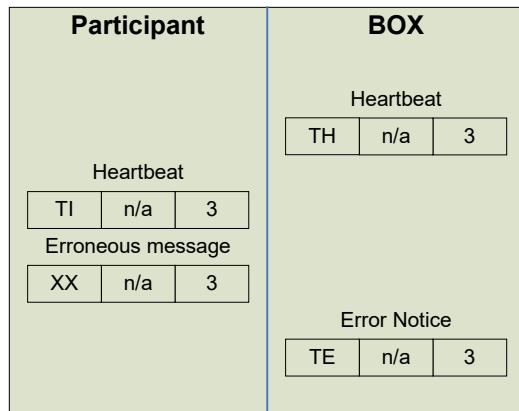 Participant BOX
Heartbeat
TH n/a 3
Heartbeat
TI n/a 3
Erroneous message
XX n/a 3
Error Notice
TE n/a 3